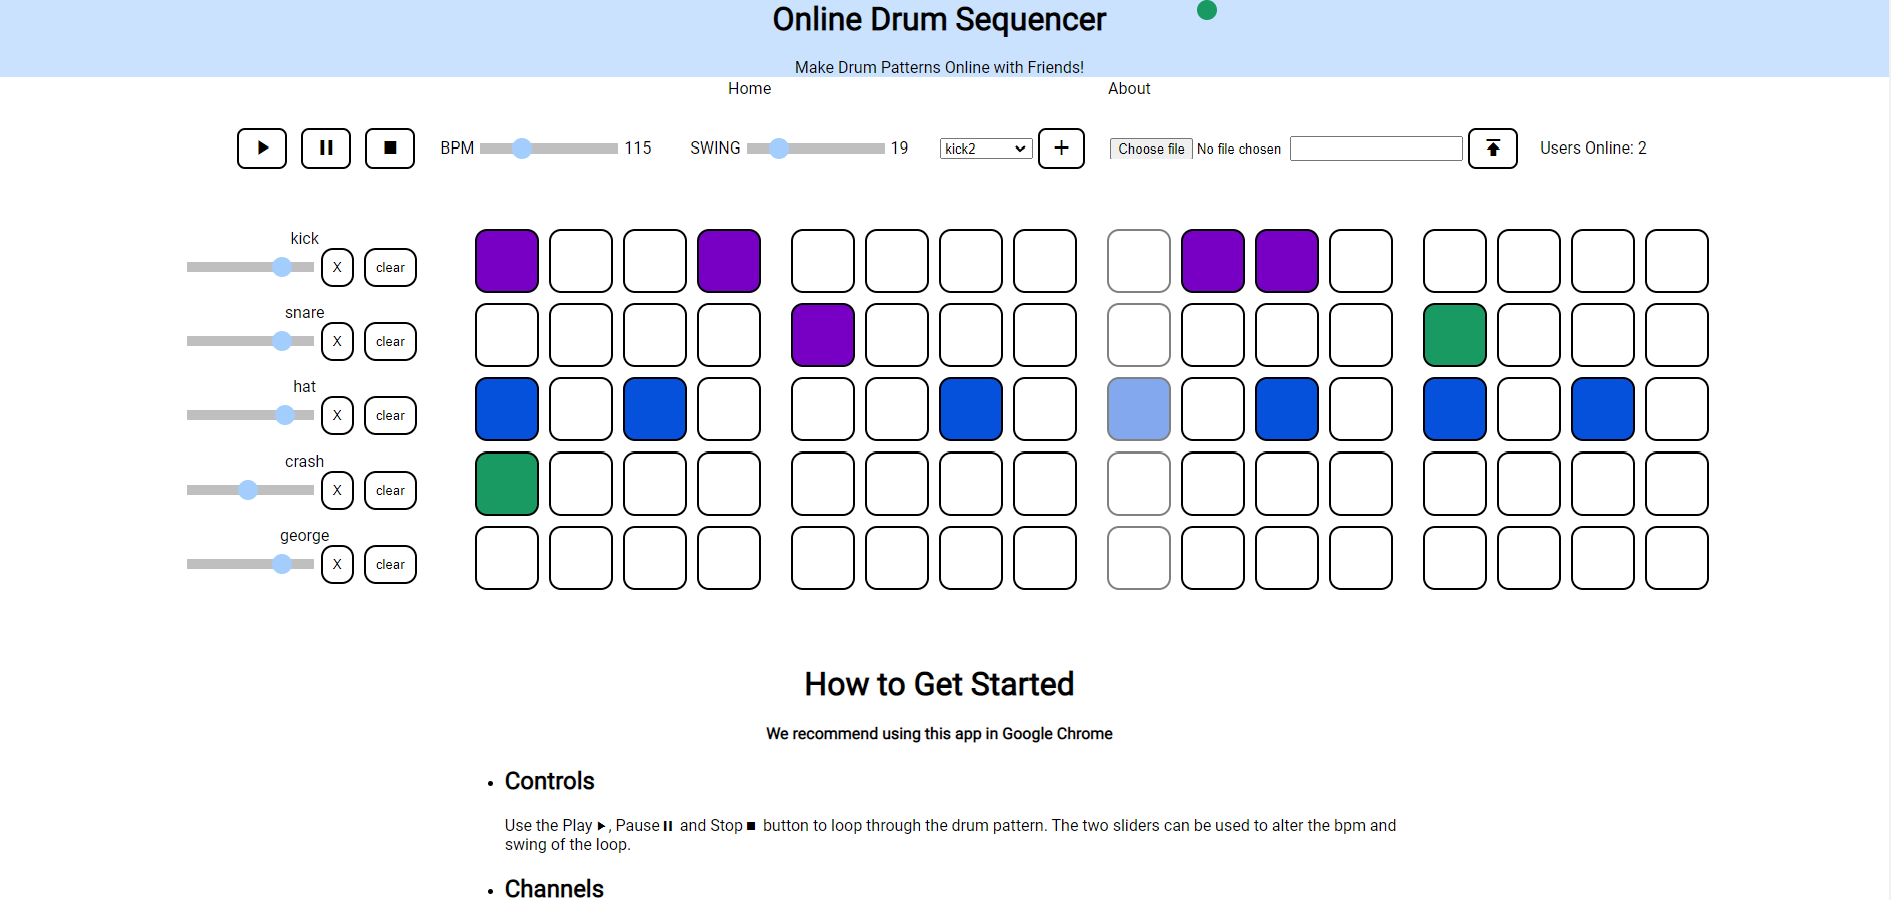 Online Drum Sequencer
Make Drum Patterns Online with Friends!
Home About
BPM 115 SWING 19 kick2 + Choose file No file chosen Users Online: 2
kick
X clear
snare
X clear
hat
X clear
crash
X clear
george
X clear
How to Get Started
We recommend using this app in Google Chrome
• Controls
Use the Play ▶, Pause ⏸ and Stop ■ button to loop through the drum pattern. The two sliders can be used to alter the bpm and
swing of the loop.
• Channels